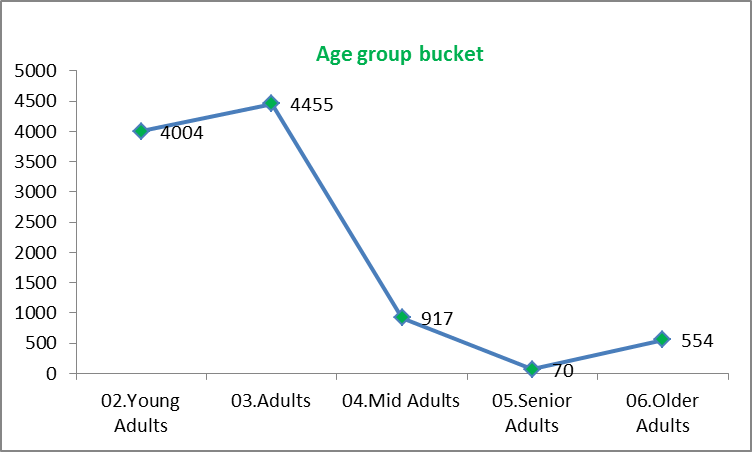 Age group bucket
5000
4500
4000
3500
3000
2500
2000
1500
1000
500
0
4004
4455
917
70
554
02.Young
Adults
03.Adults
04.Mid Adults
05.Senior
Adults
06.Older
Adults